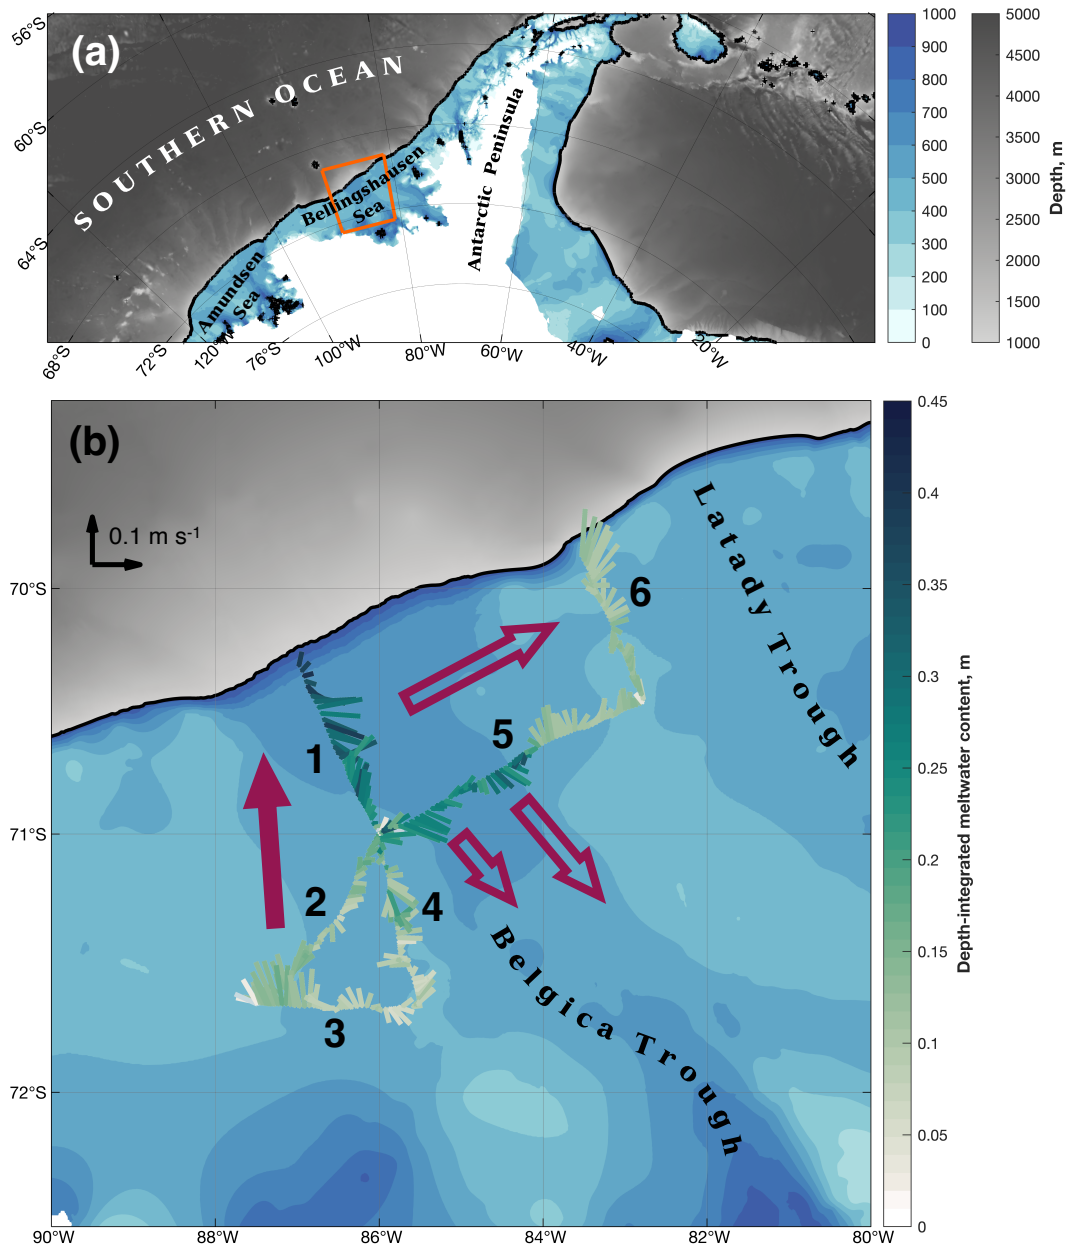 (a)
SOUTHERN OCEAN
Antarctic Peninsula
Bellingshausen
Sea
Amundsen
Sea
56°S
60°S
64°S
68°S
72°S
120°W
76°S
100°W
80°W
60°W
40°W
20°W
1000
900
800
700
600
500
400
300
200
100
0
5000
4500
4000
3500
3000
2500
2000
1500
1000
Depth, m
(b)
0.1 m s-1
Latady Trough
6
5
1
2
4
3
Belgica Trough
70°S
71°S
72°S
90°W
88°W
86°W
84°W
82°W
80°W
0.45
0.4
0.35
0.3
0.25
0.2
0.15
0.1
0.05
0
Depth-integrated meltwater content, m